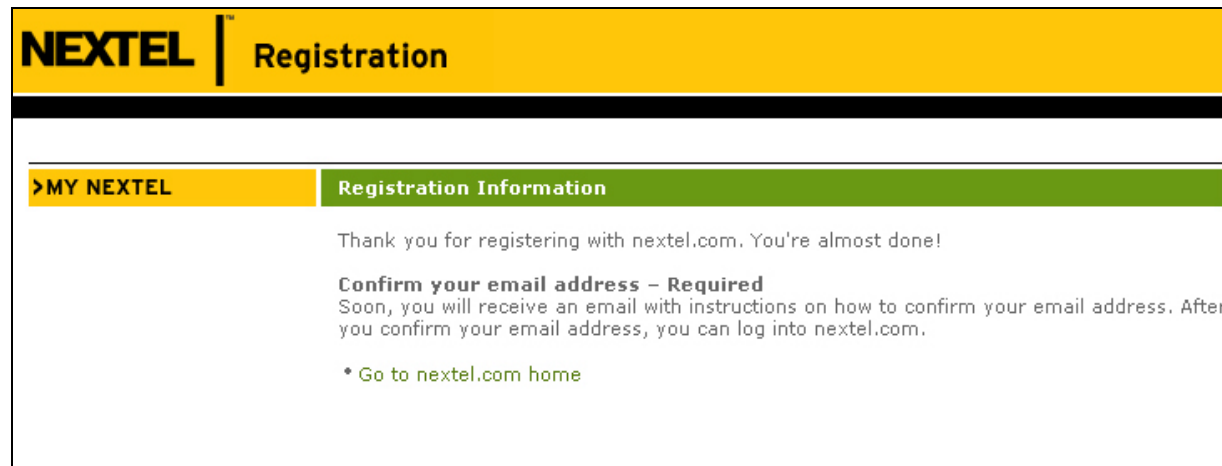 NEXTEL ™ Registration
>MY NEXTEL
Registration Information
Thank you for registering with nextel.com. You're almost done!
Confirm your email address – Required
Soon, you will receive an email with instructions on how to confirm your email address. After
you confirm your email address, you can log into nextel.com.
• Go to nextel.com home